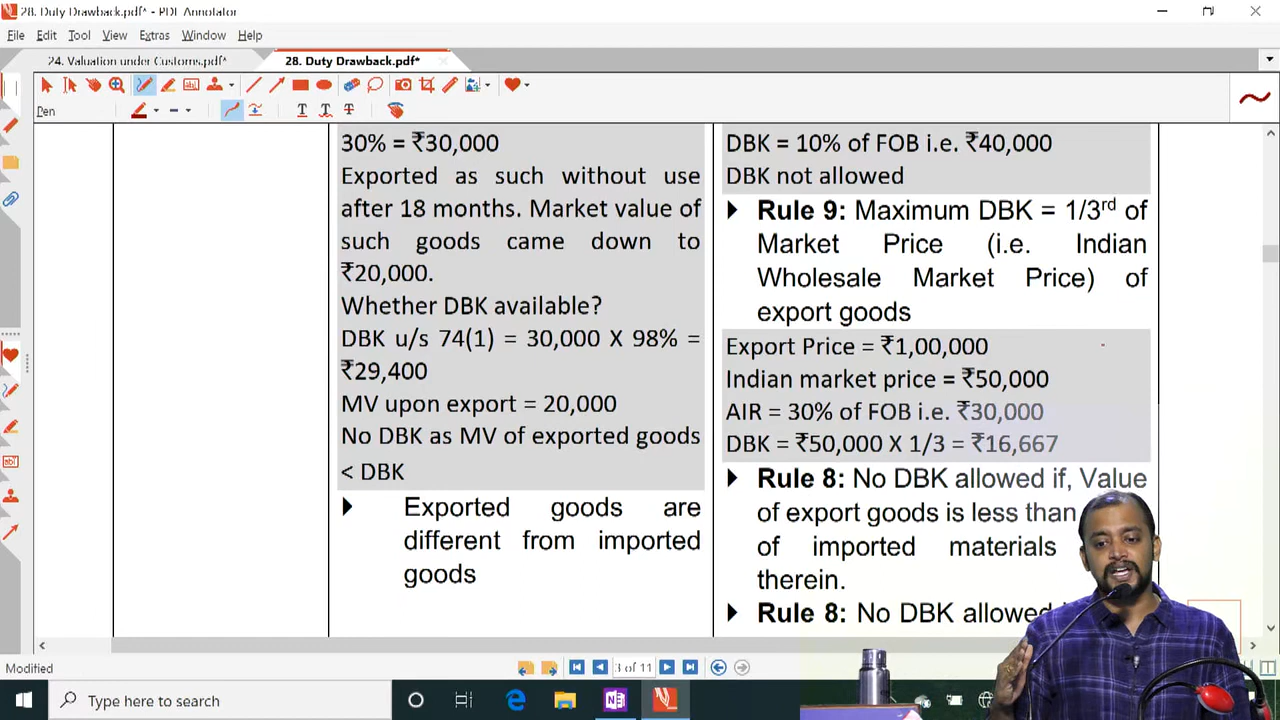 28. Duty Drawback.pdf* - PDF Annotator
File Edit Tool View Extras Window Help
24. Valuation under Customs.pdf*
28. Duty Drawback.pdf*
Pen
30% = ₹30,000
Exported as such without use
after 18 months. Market value of
such goods came down to
₹20,000.
Whether DBK available?
DBK u/s 74(1) = 30,000 X 98% =
₹29,400
MV upon export = 20,000
No DBK as MV of exported goods
< DBK
Exported goods are
different from imported
goods
DBK = 10% of FOB i.e. ₹40,000
DBK not allowed
Rule 9: Maximum DBK = 1/3rd of
Market Price (i.e. Indian
Wholesale Market Price) of
export goods
Export Price = ₹1,00,000
Indian market price = ₹50,000
AIR = 30% of FOB i.e. ₹30,000
DBK = ₹50,000 X 1/3 = ₹16,667
Rule 8: No DBK allowed if, Value
of export goods is less than
of imported materials
therein.
Rule 8: No DBK allowed
Modified
3 of 11
Type here to search